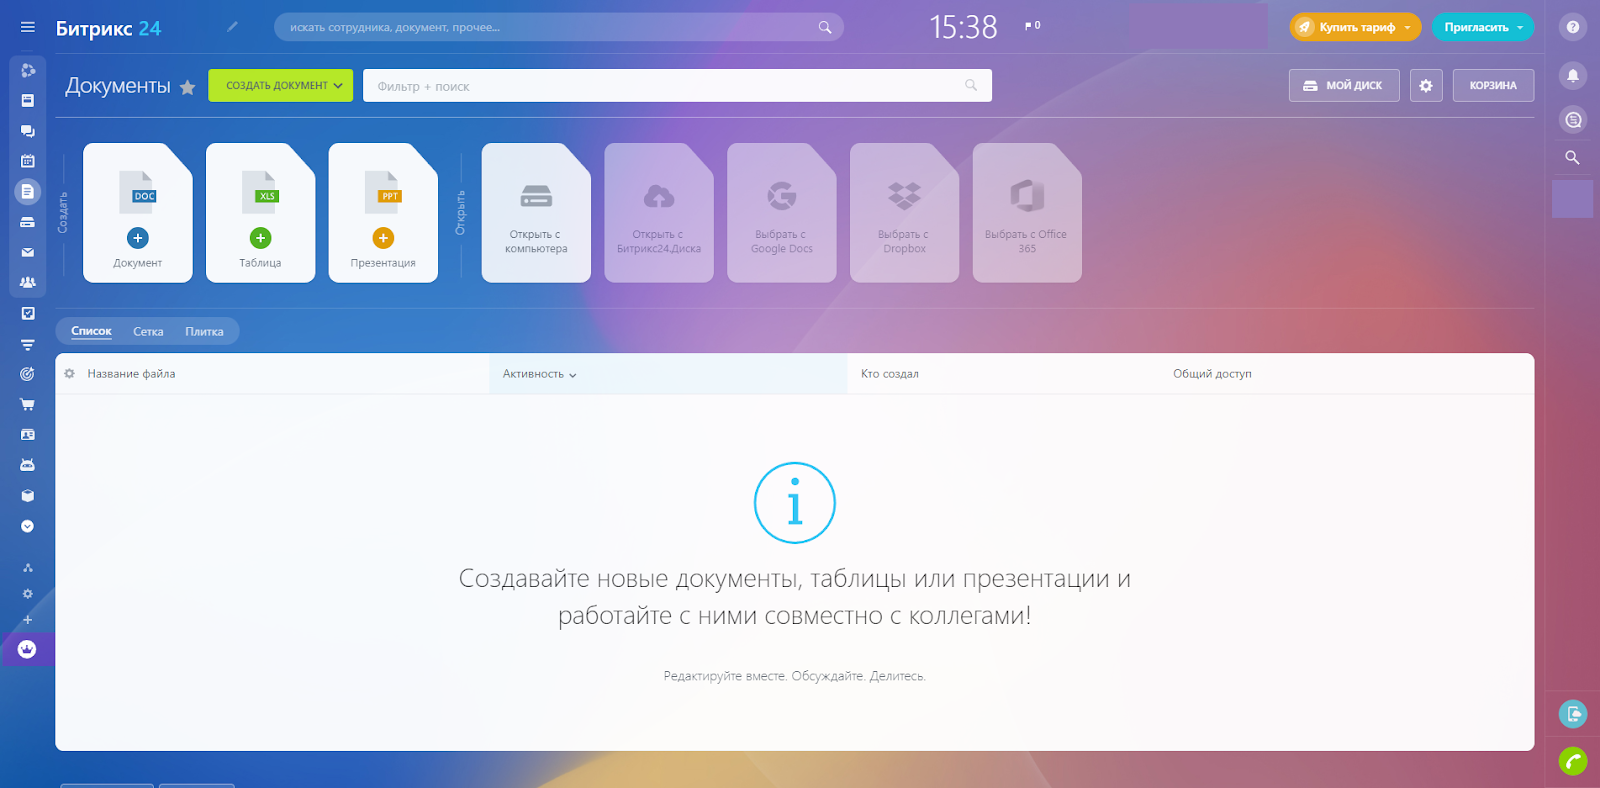 Битрикс 24
искать сотрудника, документ, прочее...
15:38
0
Купить тариф
Пригласить
Документы
СОЗДАТЬ ДОКУМЕНТ
Фильтр + поиск
МОЙ ДИСК
КОРЗИНА
Создать
DOC
Документ
XLS
Таблица
PPT
Презентация
Открыть
Открыть с
компьютера
Открыть с
Битрикс24.Диска
Выбрать с
Google Docs
Выбрать с
Dropbox
Выбрать с Office
365
Список
Сетка
Плитка
Название файла
Активность
Кто создал
Общий доступ
Создавайте новые документы, таблицы или презентации и
работайте с ними совместно с коллегами!
Редактируйте вместе. Обсуждайте. Делитесь.